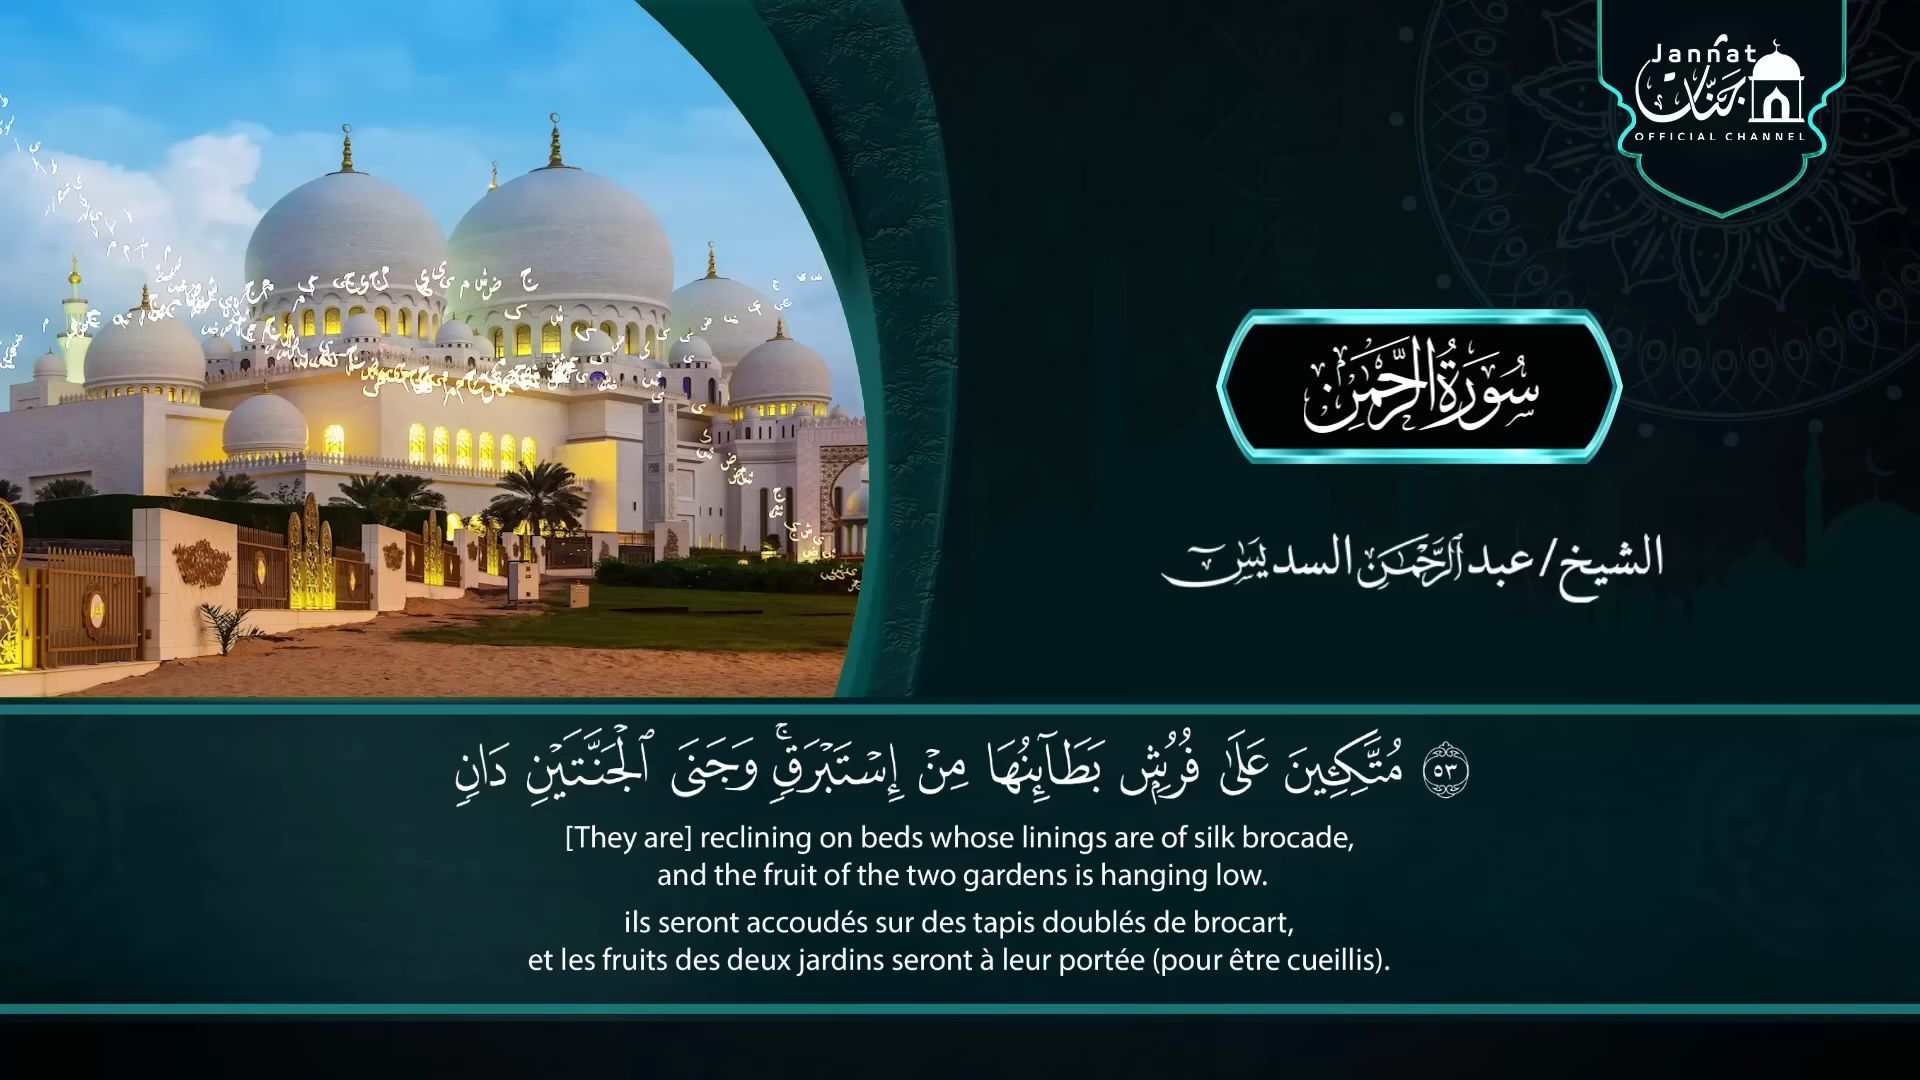 Jannat
جنات
OFFICIAL CHANNEL
سُورَةُ الرَّحْمَٰن
الشيخ / عبد الرَّحْمَٰن السديس
مُتَّكِـِٔينَ عَلَىٰ فُرُشٍۭ بَطَآئِنُهَا مِنْ إِسْتَبْرَقٍۚ وَجَنَى ٱلْجَنَّتَيْنِ دَانٍ ٥٣
[They are] reclining on beds whose linings are of silk brocade,
and the fruit of the two gardens is hanging low.
ils seront accoudés sur des tapis doublés de brocart,
et les fruits des deux jardins seront à leur portée (pour être cueillis).